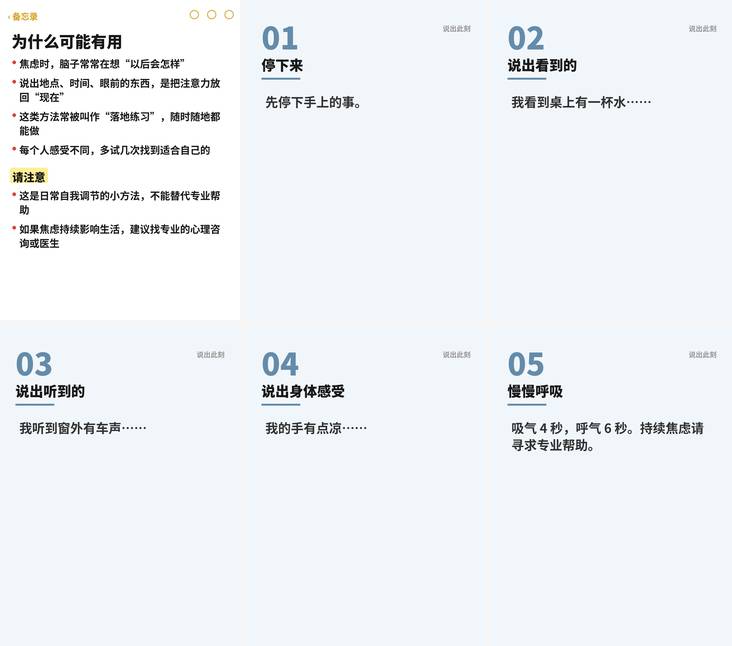 ‹ 备忘录
为什么可能有用
• 焦虑时，脑子常常在想“以后会怎样”
• 说出地点、时间、眼前的东西，是把注意力放
回“现在”
• 这类方法常被叫作“落地练习”，随时随地都
能做
• 每个人感受不同，多试几次找到适合自己的
请注意
• 这是日常自我调节的小方法，不能替代专业帮
助
• 如果焦虑持续影响生活，建议找专业的心理咨
询或医生
01
说出此刻
停下来
先停下手上的事。
02
说出此刻
说出看到的
我看到桌上有一杯水……
03
说出此刻
说出听到的
我听到窗外有车声……
04
说出此刻
说出身体感受
我的手有点凉……
05
说出此刻
慢慢呼吸
吸气 4 秒，呼气 6 秒。持续焦虑请
寻求专业帮助。